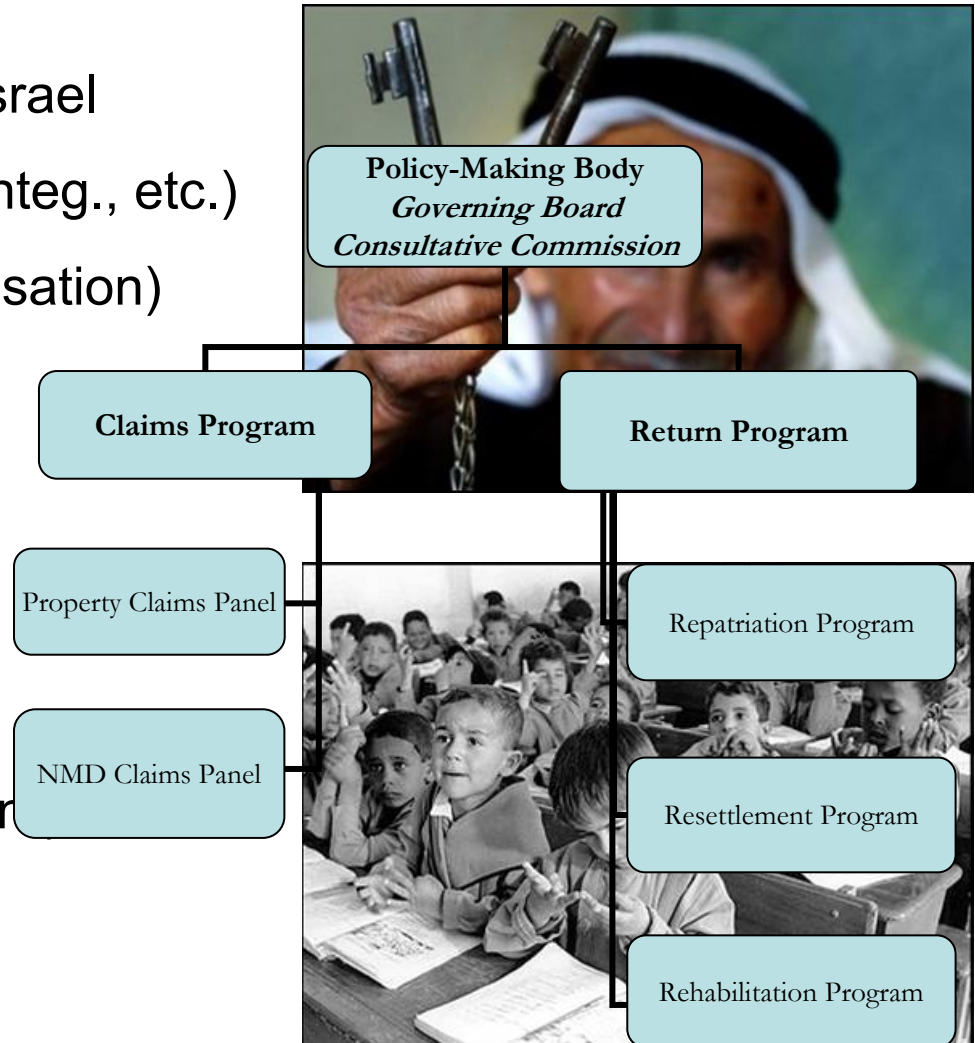 srael
nteg., etc.)
sation)
Policy-Making Body
Governing Board
Consultative Commission
Claims Program
Return Program
Property Claims Panel
NMD Claims Panel
Repatriation Program
Resettlement Program
Rehabilitation Program